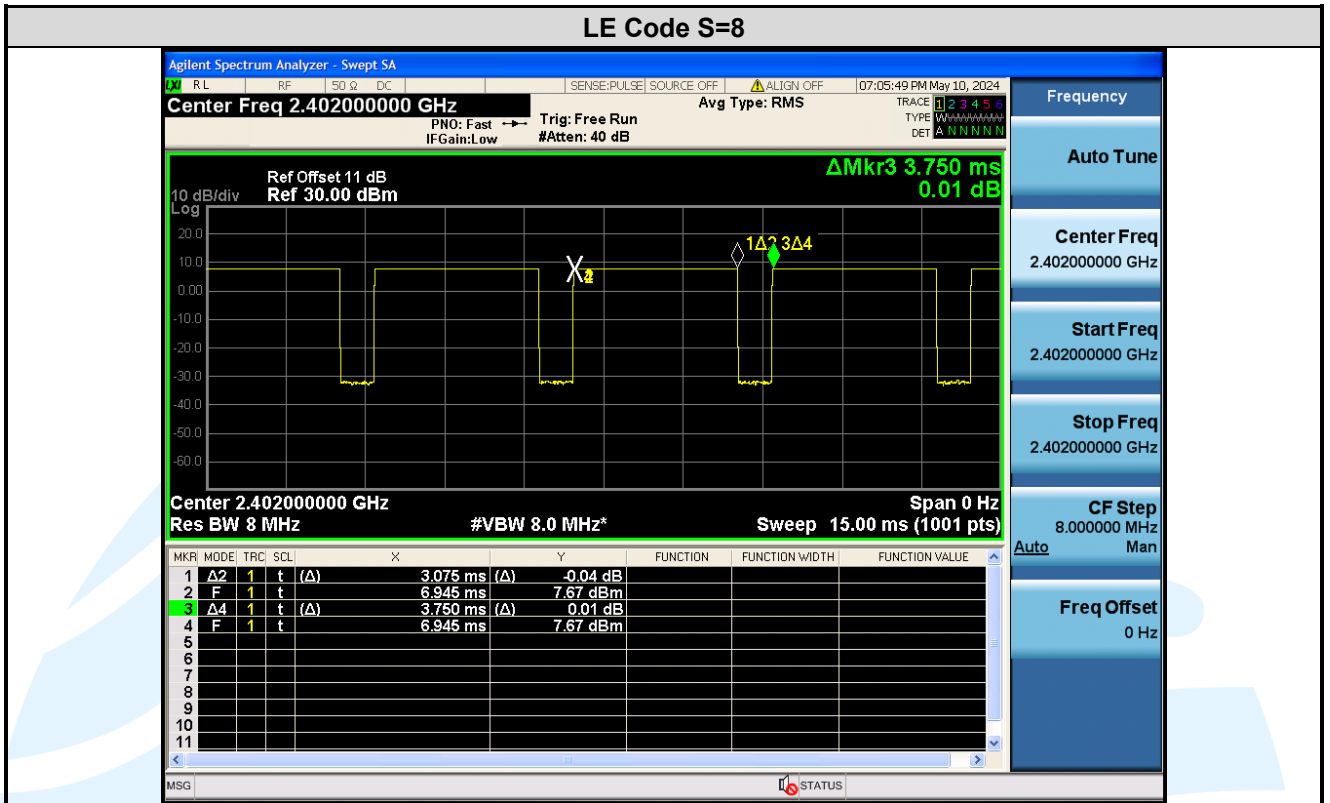 LE Code S=8
Agilent Spectrum Analyzer - Swept SA
LXI RL RF 50 Ω DC SENSE:PULSE SOURCE OFF ALIGN OFF 07:05:49 PM May 10, 2024
Center Freq 2.402000000 GHz
PNO: Fast
IFGain:Low
Trig: Free Run
#Atten: 40 dB
Avg Type: RMS
TRACE 1 2 3 4 5 6
TYPE WWWWWW
DET A N N N N N
Ref Offset 11 dB
10 dB/div Ref 30.00 dBm
Log
ΔMkr3 3.750 ms
0.01 dB
20.0
10.0
0.00
-10.0
-20.0
-30.0
-40.0
-50.0
-60.0
1Δ2 3Δ4
Center 2.402000000 GHz Span 0 Hz
Res BW 8 MHz #VBW 8.0 MHz* Sweep 15.00 ms (1001 pts)
MKR MODE TRC SCL X Y FUNCTION FUNCTION WIDTH FUNCTION VALUE
1 Δ2 1 t (Δ) 3.075 ms (Δ) -0.04 dB
2 F 1 t 6.945 ms 7.67 dBm
3 Δ4 1 t (Δ) 3.750 ms (Δ) 0.01 dB
4 F 1 t 6.945 ms 7.67 dBm
5
6
7
8
9
10
11
MSG STATUS
Frequency
Auto Tune
Center Freq
2.402000000 GHz
Start Freq
2.402000000 GHz
Stop Freq
2.402000000 GHz
CF Step
8.000000 MHz
Auto Man
Freq Offset
0 Hz